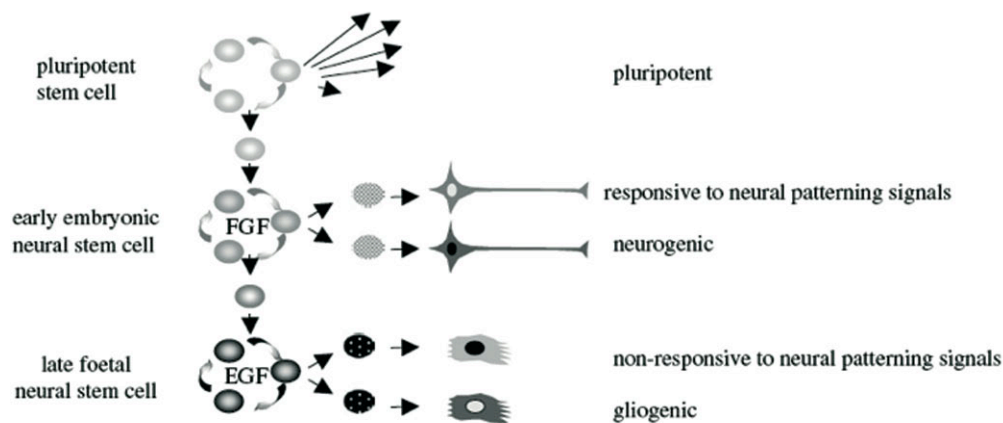 pluripotent
stem cell
pluripotent
early embryonic
neural stem cell
FGF
responsive to neural patterning signals
neurogenic
late foetal
neural stem cell
EGF
non-responsive to neural patterning signals
gliogenic